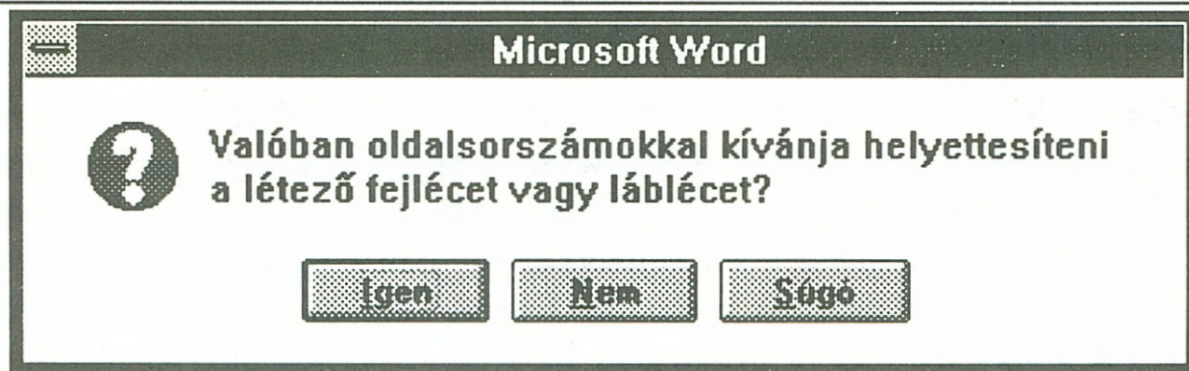 Microsoft Word
Valóban oldalsorszámokkal kívánja helyettesíteni
a létező fejlécet vagy láblécet?
Igen Nem Súgó